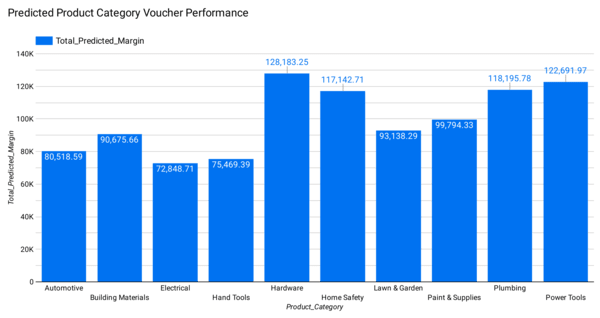 Predicted Product Category Voucher Performance
Total_Predicted_Margin
140K
120K
100K
80K
60K
40K
20K
0
Total_Predicted_Margin
80,518.59
90,675.66
72,848.71
75,469.39
128,183.25
117,142.71
93,138.29
99,794.33
118,195.78
122,691.97
Automotive
Building Materials
Electrical
Hand Tools
Hardware
Home Safety
Lawn & Garden
Paint & Supplies
Plumbing
Power Tools
Product_Category